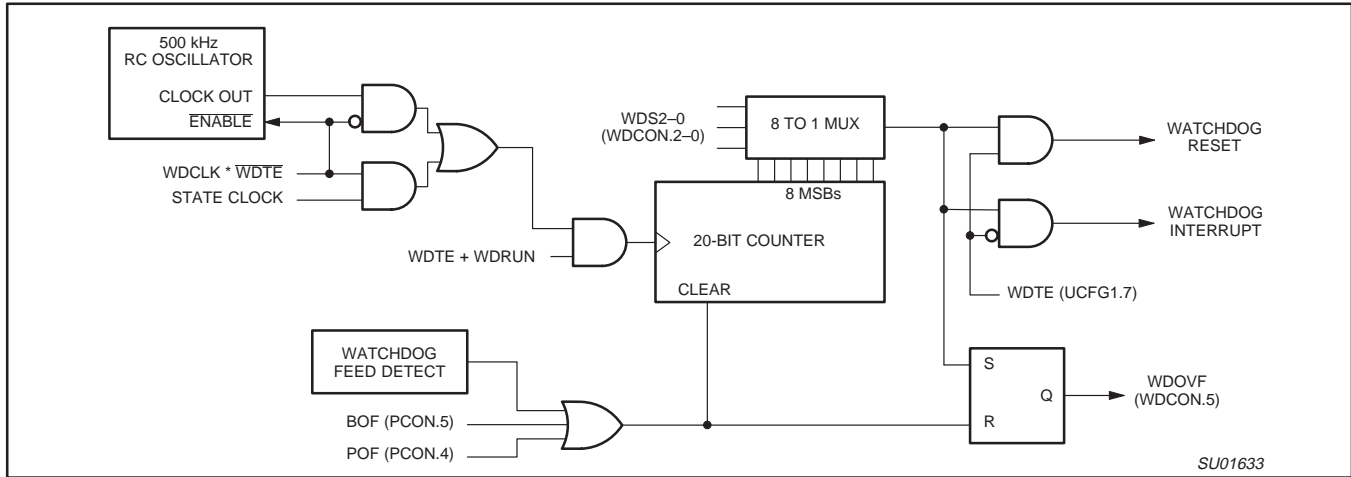 500 kHz
RC OSCILLATOR
CLOCK OUT
ENABLE
WDCLK * WDTE
STATE CLOCK
WDS2–0
(WDCON.2–0)
8 TO 1 MUX
8 MSBs
20-BIT COUNTER
CLEAR
WDTE + WDRUN
WATCHDOG
RESET
WATCHDOG
INTERRUPT
WDTE (UCFG1.7)
WATCHDOG
FEED DETECT
BOF (PCON.5)
POF (PCON.4)
S
Q
R
WDOVF
(WDCON.5)
SU01633